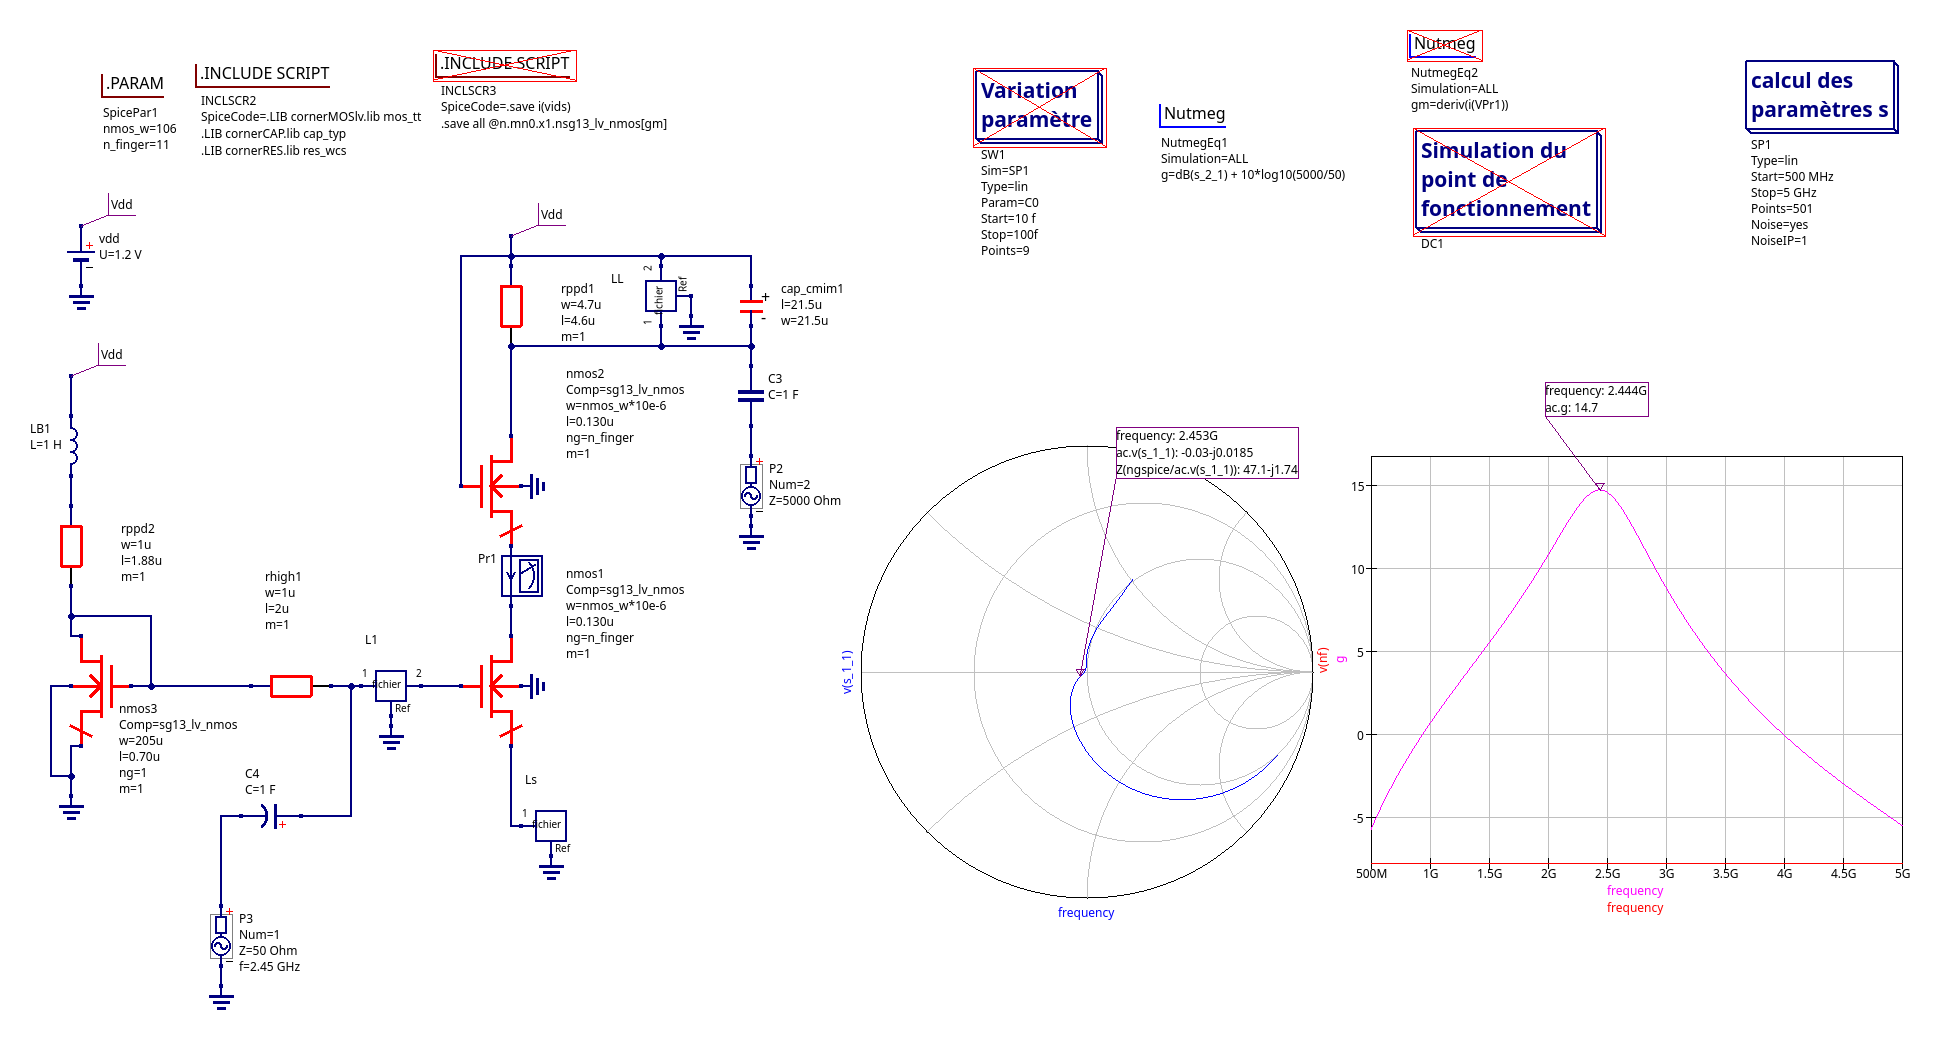 .PARAM
SpicePar1
nmos_w=106
n_finger=11
.INCLUDE SCRIPT
INCLSCR2
SpiceCode=.LIB cornerMOSlv.lib mos_tt
.LIB cornerCAP.lib cap_typ
.LIB cornerRES.lib res_wcs
.INCLUDE SCRIPT
INCLSCR3
SpiceCode=.save i(vids)
.save all @n.mn0.x1.nsg13_lv_nmos[gm]
Variation
paramètre
SW1
Sim=SP1
Type=lin
Param=C0
Start=10 f
Stop=100f
Points=9
Nutmeg
NutmegEq1
Simulation=ALL
g=dB(s_2_1) + 10*log10(5000/50)
Nutmeg
NutmegEq2
Simulation=ALL
gm=deriv(i(VPr1))
Simulation du
point de
fonctionnement
DC1
calcul des
paramètres s
SP1
Type=lin
Start=500 MHz
Stop=5 GHz
Points=501
Noise=yes
NoiseIP=1
Vdd
+
vdd
U=1.2 V
−
Vdd
LB1
L=1 H
rppd2
w=1u
l=1.88u
m=1
nmos3
Comp=sg13_lv_nmos
w=205u
l=0.70u
ng=1
m=1
rhigh1
w=1u
l=2u
m=1
C4
C=1 F
+
+
P3
Num=1
Z=50 Ohm
f=2.45 GHz
−
L1
1
fichier
2
Ref
Vdd
rppd1
w=4.7u
l=4.6u
m=1
LL
2
fichier
Ref
1
+
-
cap_cmim1
l=21.5u
w=21.5u
nmos2
Comp=sg13_lv_nmos
w=nmos_w*10e-6
l=0.130u
ng=n_finger
m=1
C3
C=1 F
+
P2
Num=2
Z=5000 Ohm
−
Pr1
nmos1
Comp=sg13_lv_nmos
w=nmos_w*10e-6
l=0.130u
ng=n_finger
m=1
Ls
1
fichier
Ref
frequency: 2.453G
ac.v(s_1_1): -0.03-j0.0185
Z(ngspice/ac.v(s_1_1)): 47.1-j1.74
v(s_1_1)
frequency
frequency: 2.444G
ac.g: 14.7
v(nf)
g
15
10
5
0
-5
500M
1G
1.5G
2G
2.5G
3G
3.5G
4G
4.5G
5G
frequency
frequency